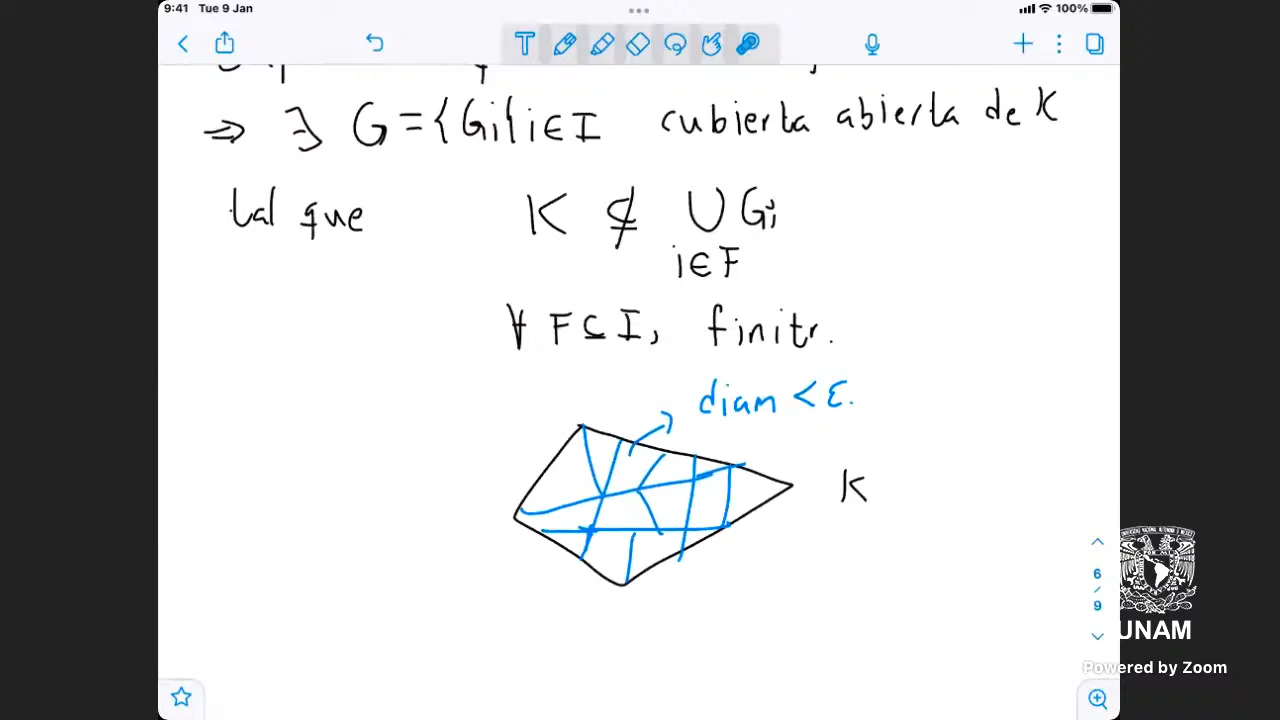 9:41 Tue 9 Jan
100%
⇒ ∃ G = {Gi} i∈I cubierta abierta de K
tal que K ⊈ ∪ Gi
i∈F
∀ F⊆I, finitr.
diam < ε.
K
6
9
UNAM
Powered by Zoom